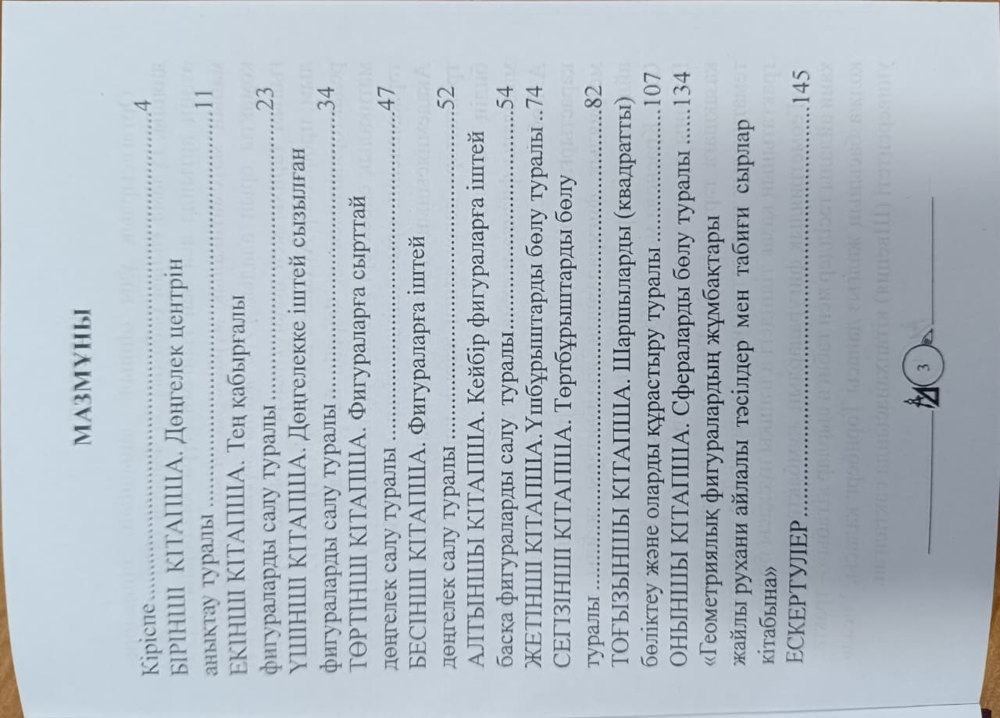 МАЗМҰНЫ
Кіріспе.......................................................................4
БІРІНШІ КІТАПША. Дөңгелек центрін
анықтау туралы ..........................................................11
ЕКІНШІ КІТАПША. Тең қабырғалы
фигураларды салу туралы .........................................23
ҮШІНШІ КІТАПША. Дөңгелекке іштей сызылған
фигураларды салу туралы .........................................34
ТӨРТІНШІ КІТАПША. Фигураларға сырттай
дөңгелек салу туралы ................................................47
БЕСІНШІ КІТАПША. Фигураларға іштей
дөңгелек салу туралы ................................................52
АЛТЫНШЫ КІТАПША. Кейбір фигураларға іштей
басқа фигураларды салу туралы................................54
ЖЕТІНШІ КІТАПША. Үшбұрыштарды бөлу туралы ..74
СЕГІЗІНШІ КІТАПША. Төртбұрыштарды бөлу
туралы .......................................................................82
ТОҒЫЗЫНШЫ КІТАПША. Шаршыларды (квадратты)
бөліктеу және оларды құрастыру туралы ..................107
ОНЫНШЫ КІТАПША. Сфераларды бөлу туралы ......134
«Геометриялық фигуралардың жұмбақтары
жайлы рухани айлалы тәсілдер мен табиғи сырлар
кітабына»
ЕСКЕРТУЛЕР............................................................145
3